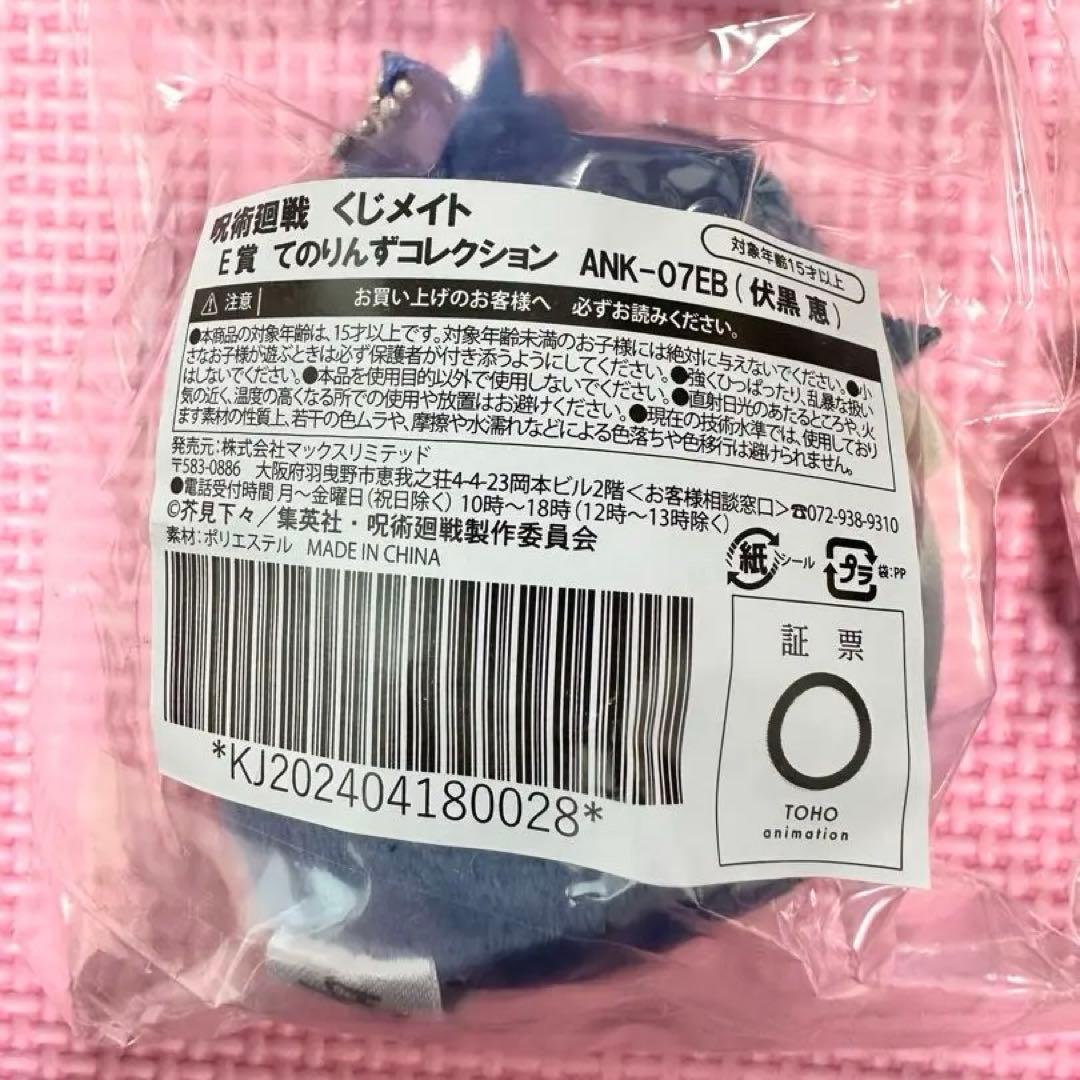 呪術廻戦 くじメイト
E賞 てのりんずコレクション ANK-07EB(伏黒 恵)
対象年齢15才以上
注意 お買い上げのお客様へ 必ずお読みください。
●本商品の対象年齢は、15才以上です。対象年齢未満のお子様には絶対に与えないでください。●小
さなお子様が遊ぶときは必ず保護者が付き添うようにしてください。●強くひっぱったり、乱暴な扱い
はしないでください。●本品を使用目的以外で使用しないでください。●直射日光のあたるところや、火
気の近く、温度の高くなる所での使用や放置はお避けください。●現在の技術水準では、使用しており
ます素材の性質上、若干の色ムラや、摩擦や水濡れなどによる色落ちや色移行は避けられません。
発売元:株式会社マックスリミテッド
〒583-0886 大阪府羽曳野市恵我之荘4-4-23岡本ビル2階<お客様相談窓口>☎072-938-9310
●電話受付時間 月〜金曜日(祝日除く)10時〜18時(12時〜13時除く)
©芥見下々/集英社・呪術廻戦製作委員会
素材:ポリエステル MADE IN CHINA
紙 シール プラ 袋:PP
*KJ202404180028*
証 票
TOHO
animation